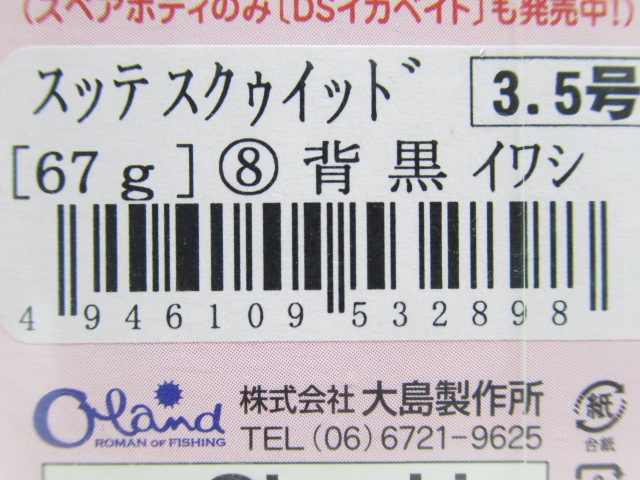 (スペアボディのみ〔DSイカベイト〕も発売中!)
スッテスクゥイッド 3.5号
[67g]⑧背黒イワシ
4 946109 532898
Oland
ROMAN OF FISHING
株式会社 大島製作所
TEL(06)6721-9625
紙
台紙